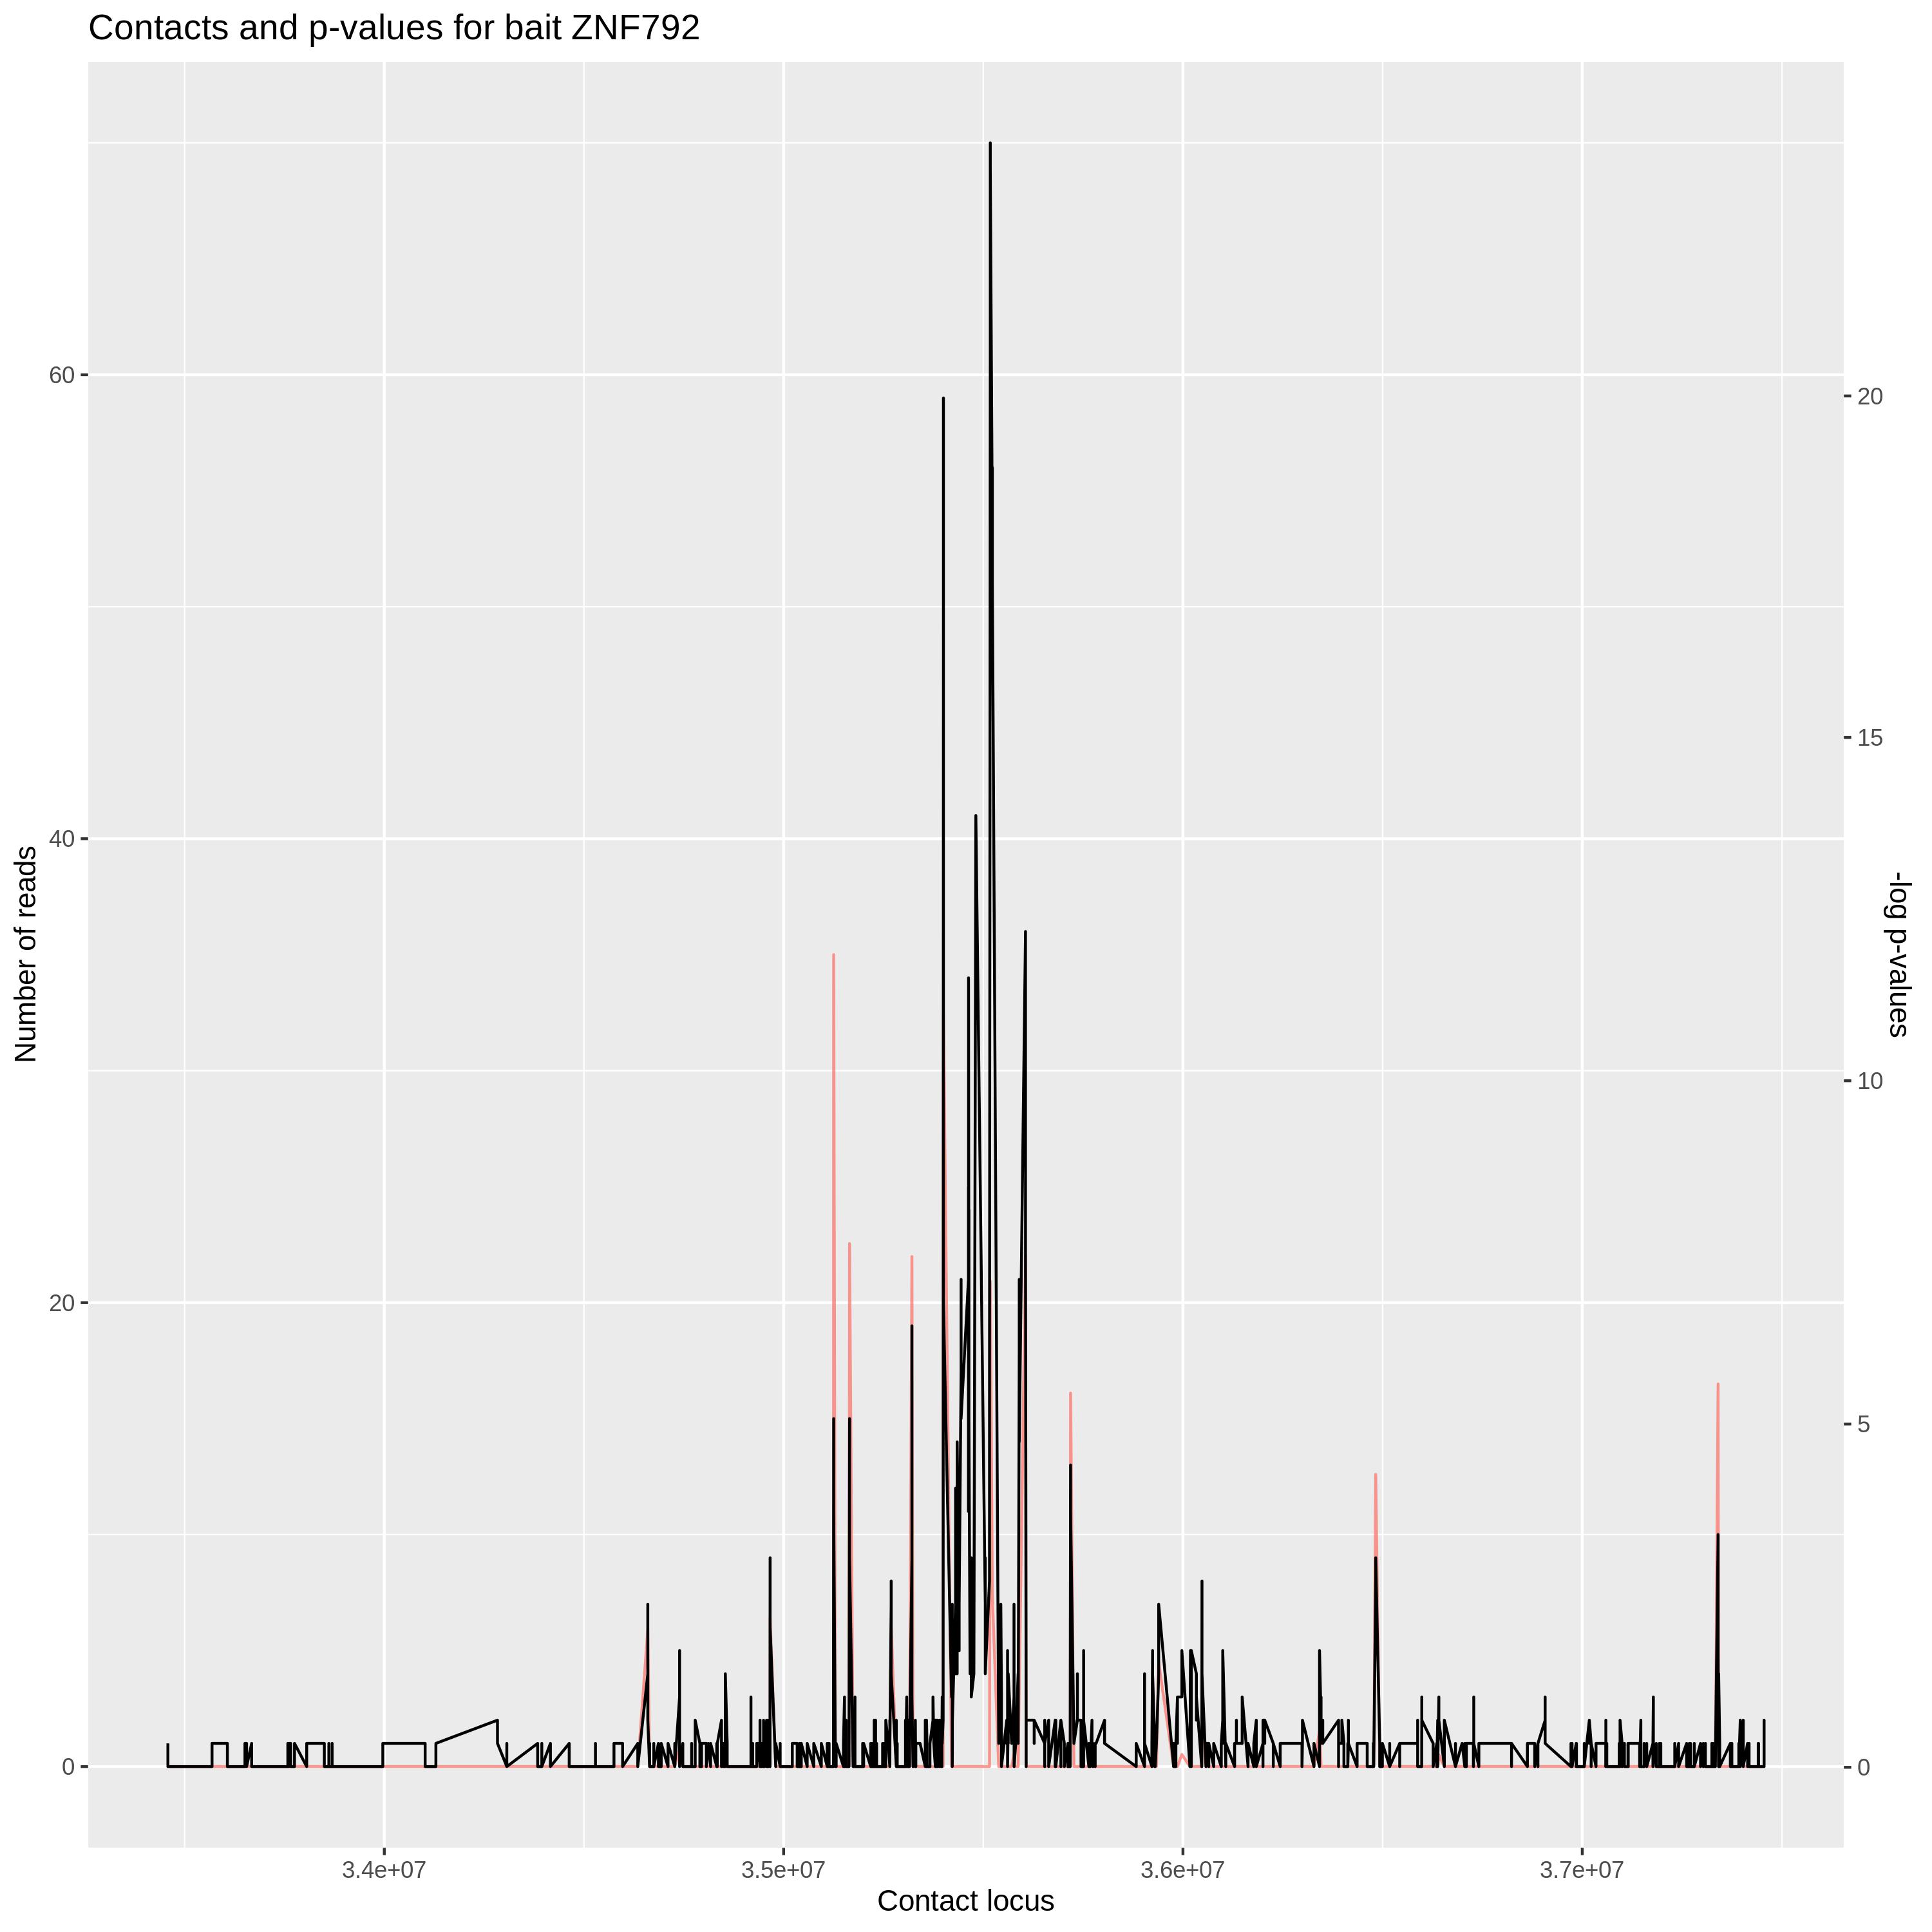 Contacts and p-values for bait ZNF792
Number of reads
60
40
20
0
20
15
10
5
0
-log p-values
3.4e+07
3.5e+07
3.6e+07
3.7e+07
Contact locus